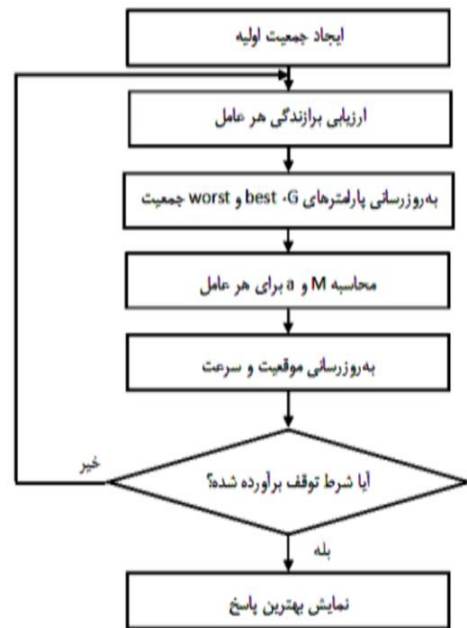 ایجاد جمعیت اولیه
ارزیابی برازندگی هر عامل
به‌روزرسانی پارامترهای G، best و worst جمعیت
محاسبه M و a برای هر عامل
به‌روزرسانی موقعیت و سرعت
آیا شرط توقف برآورده شده؟
خیر
بله
نمایش بهترین پاسخ